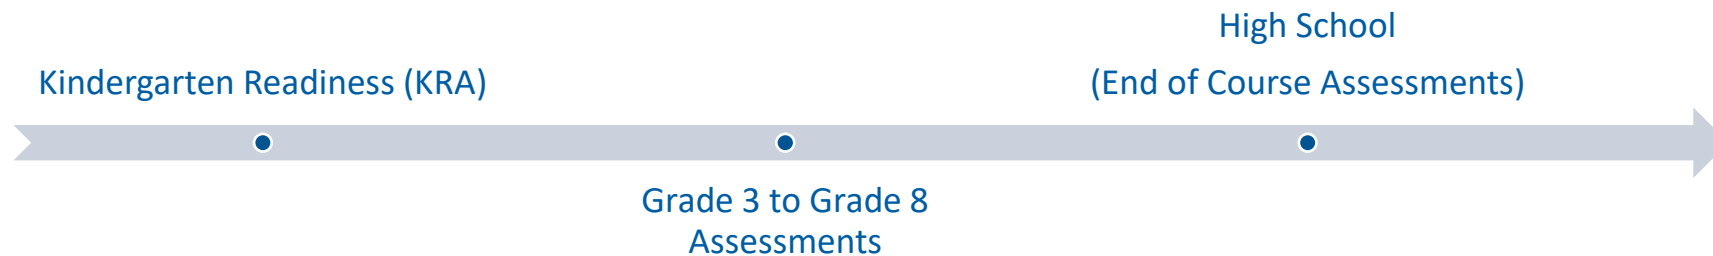 Kindergarten Readiness (KRA)
Grade 3 to Grade 8
Assessments
High School
(End of Course Assessments)